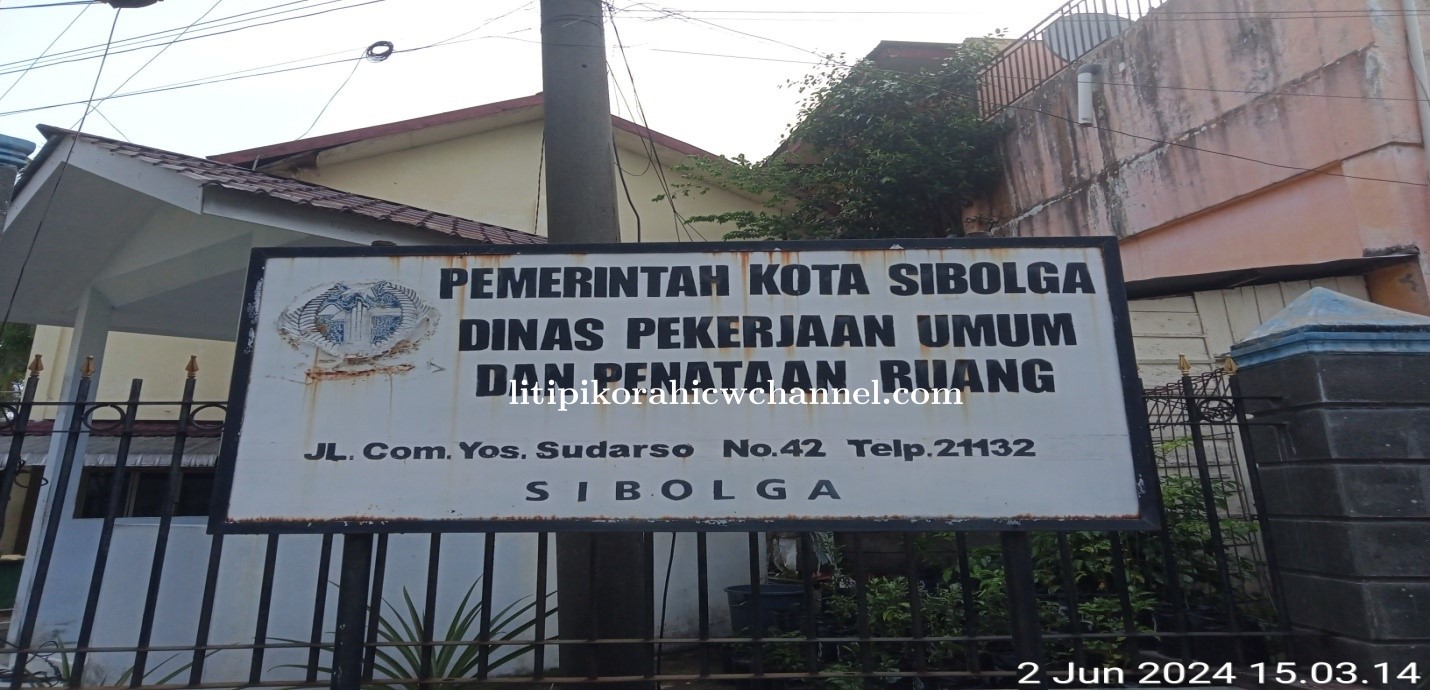 PEMERINTAH KOTA SIBOLGA
DINAS PEKERJAAN UMUM
DAN PENATAAN RUANG
litipikorahicwchannel.com
JL. Com. Yos. Sudarso No.42 Telp.21132
SIBOLGA
2 Jun 2024 15.03.14